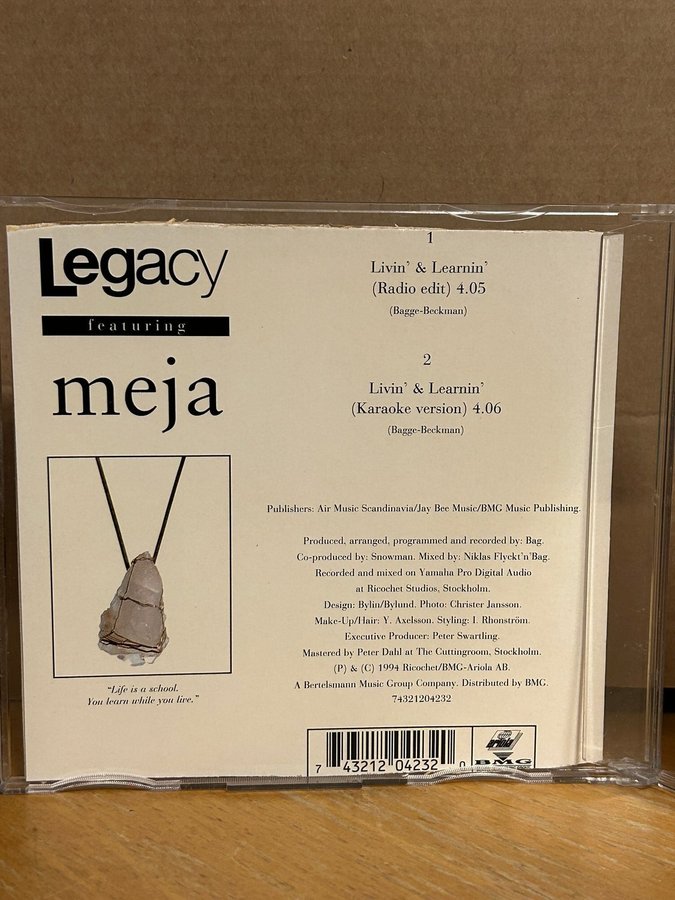 Legacy
featuring
meja
"Life is a school.
You learn while you live."
1
Livin' & Learnin'
(Radio edit) 4.05
(Bagge-Beckman)
2
Livin' & Learnin'
(Karaoke version) 4.06
(Bagge-Beckman)
Publishers: Air Music Scandinavia/Jay Bee Music/BMG Music Publishing.
Produced, arranged, programmed and recorded by: Bag.
Co-produced by: Snowman. Mixed by: Niklas Flyckt'n'Bag.
Recorded and mixed on Yamaha Pro Digital Audio
at Ricochet Studios, Stockholm.
Design: Bylin/Bylund. Photo: Christer Jansson.
Make-Up/Hair: Y. Axelsson. Styling: I. Rhonström.
Executive Producer: Peter Swartling.
Mastered by Peter Dahl at The Cuttingroom, Stockholm.
(P) & (C) 1994 Ricochet/BMG-Ariola AB.
A Bertelsmann Music Group Company. Distributed by BMG.
74321204232
7 43212 04232 0
ariola
BMG